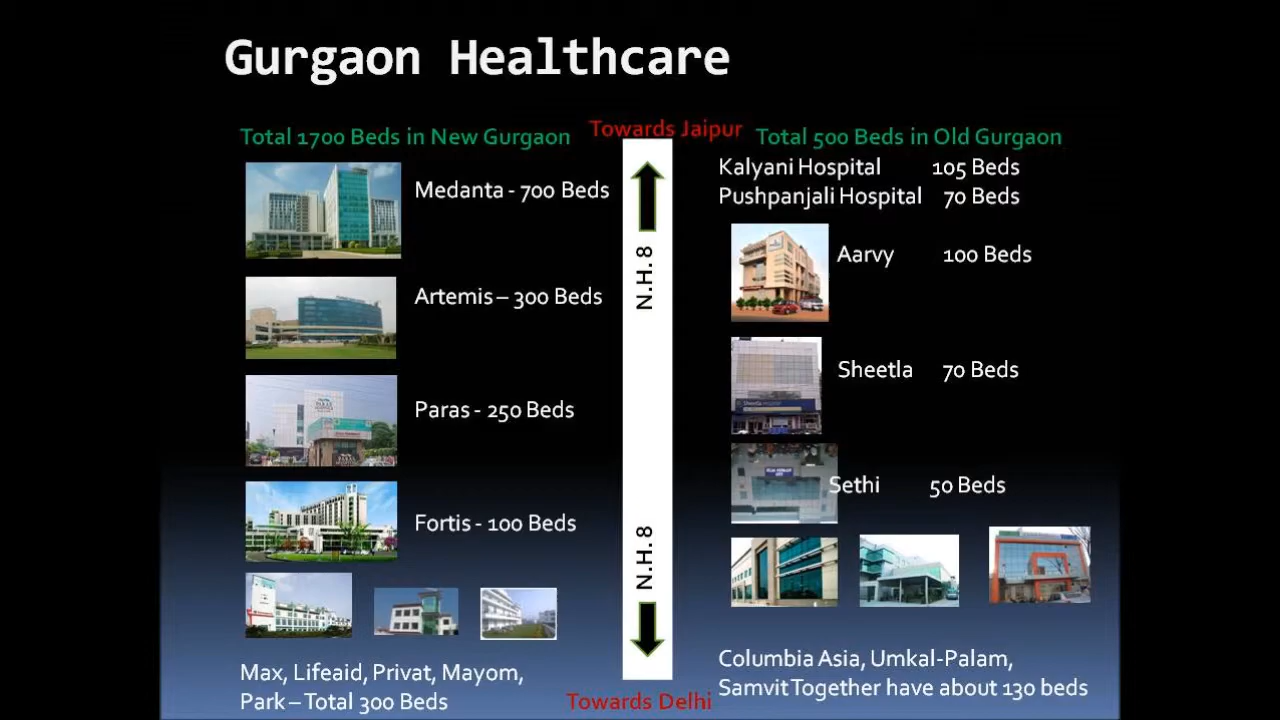 Gurgaon Healthcare
Towards Jaipur
Total 1700 Beds in New Gurgaon
Medanta - 700 Beds
Artemis – 300 Beds
Paras - 250 Beds
Fortis - 100 Beds
Max, Lifeaid, Privat, Mayom,
Park – Total 300 Beds
N.H.8
N.H.8
Towards Delhi
Total 500 Beds in Old Gurgaon
Kalyani Hospital 105 Beds
Pushpanjali Hospital 70 Beds
Aarvy 100 Beds
Sheetla 70 Beds
Sethi 50 Beds
Columbia Asia, Umkal-Palam,
Samvit Together have about 130 beds